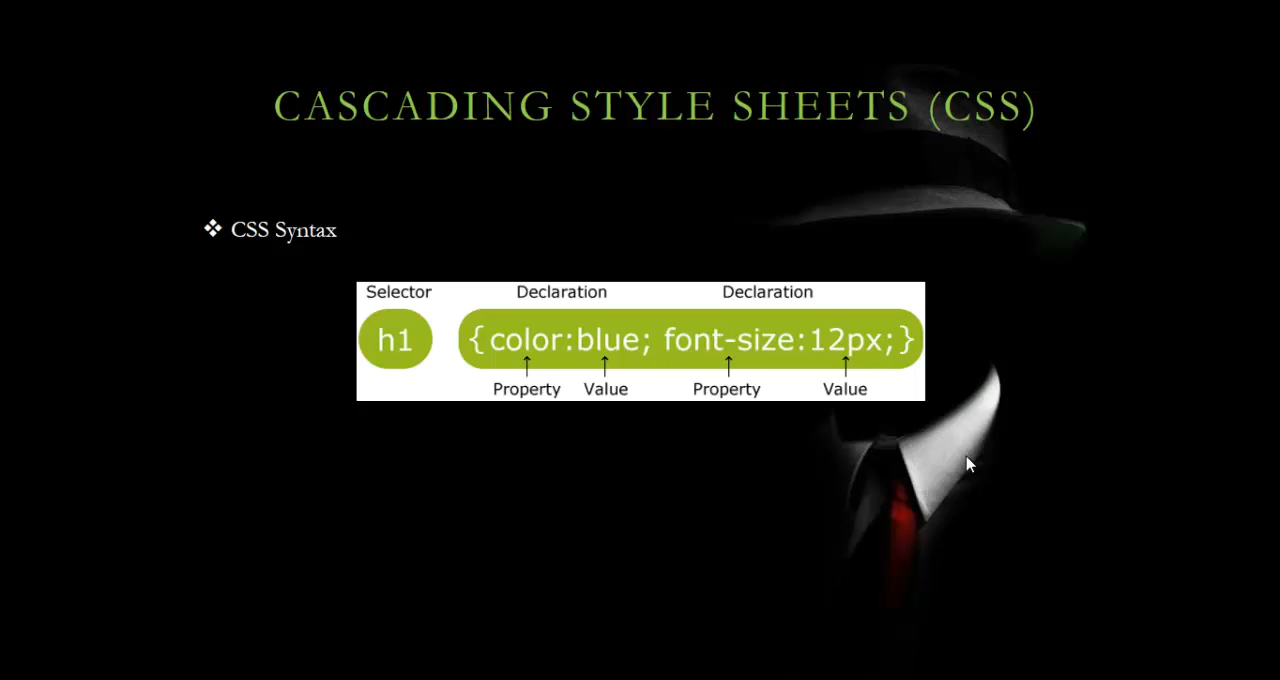 CASCADING STYLE SHEETS (CSS)
❖ CSS Syntax
Selector Declaration Declaration
h1 {color:blue; font-size:12px;}
Property Value Property Value